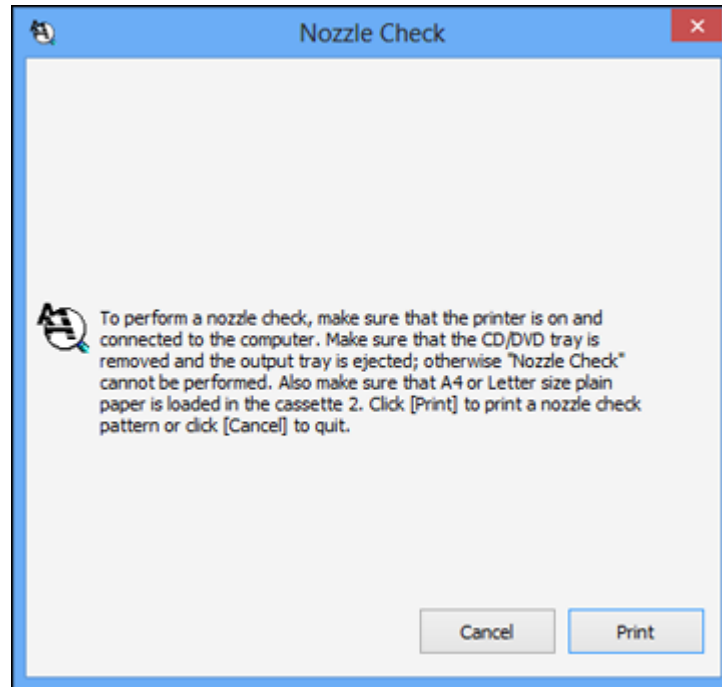 Nozzle Check
To perform a nozzle check, make sure that the printer is on and
connected to the computer. Make sure that the CD/DVD tray is
removed and the output tray is ejected; otherwise "Nozzle Check"
cannot be performed. Also make sure that A4 or Letter size plain
paper is loaded in the cassette 2. Click [Print] to print a nozzle check
pattern or click [Cancel] to quit.
Cancel Print